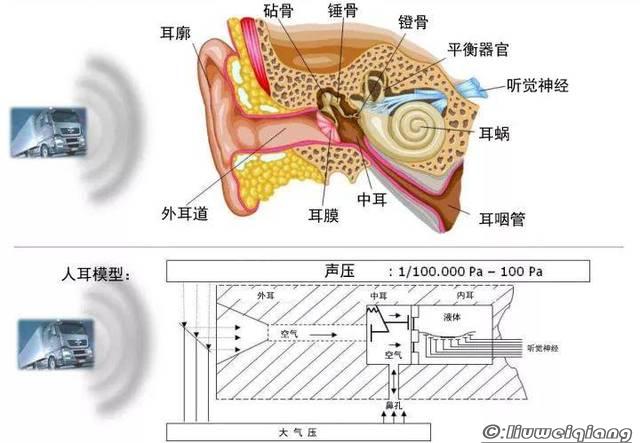 砧骨
锤骨
镫骨
耳廓
平衡器官
听觉神经
耳蜗
外耳道
耳膜
中耳
耳咽管
人耳模型：
声压 : 1/100.000 Pa – 100 Pa
外耳
中耳
内耳
液体
空气
空气
听觉神经
鼻孔
大气压
©:liuweiqiang